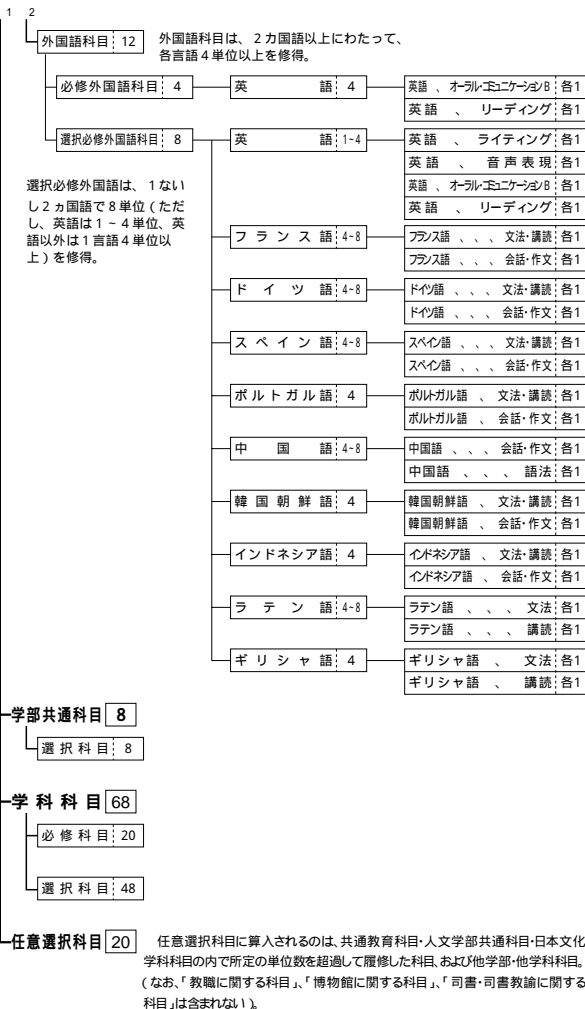 1 2
外国語科目 12
外国語科目は、2カ国語以上にわたって、
各言語4単位以上を修得。
必修外国語科目 4
英語 4
英語 、 オーラル・コミュニケーションB 各1
英語 、 リーディング 各1
選択必修外国語科目 8
英語 1~4
英語 、 ライティング 各1
英語 、 音声表現 各1
英語 、 オーラル・コミュニケーションB 各1
英語 、 リーディング 各1
選択必修外国語は、1ない
し2ヵ国語で8単位(ただ
し、英語は1~4単位、英
語以外は1言語4単位以
上)を修得。
フランス語 4~8
フランス語 、 、 、 文法・講読 各1
フランス語 、 、 、 会話・作文 各1
ドイツ語 4~8
ドイツ語 、 、 、 文法・講読 各1
ドイツ語 、 、 、 会話・作文 各1
スペイン語 4~8
スペイン語 、 、 、 文法・講読 各1
スペイン語 、 、 、 会話・作文 各1
ポルトガル語 4
ポルトガル語 、 文法・講読 各1
ポルトガル語 、 会話・作文 各1
中国語 4~8
中国語 、 、 、 会話・作文 各1
中国語 、 、 、 語法 各1
韓国朝鮮語 4
韓国朝鮮語 、 文法・講読 各1
韓国朝鮮語 、 会話・作文 各1
インドネシア語 4
インドネシア語 、 文法・講読 各1
インドネシア語 、 会話・作文 各1
ラテン語 4~8
ラテン語 、 、 、 文法 各1
ラテン語 、 、 、 講読 各1
ギリシャ語 4
ギリシャ語 、 文法 各1
ギリシャ語 、 講読 各1
学部共通科目 8
選択科目 8
学科科目 68
必修科目 20
選択科目 48
任意選択科目 20
任意選択科目に算入されるのは、共通教育科目・人文学部共通科目・日本文化
学科科目の内で所定の単位数を超過して履修した科目、および他学部・他学科科目。
(なお、「教職に関する科目」、「博物館に関する科目」、「司書・司書教諭に関する
科目」は含まれない)。